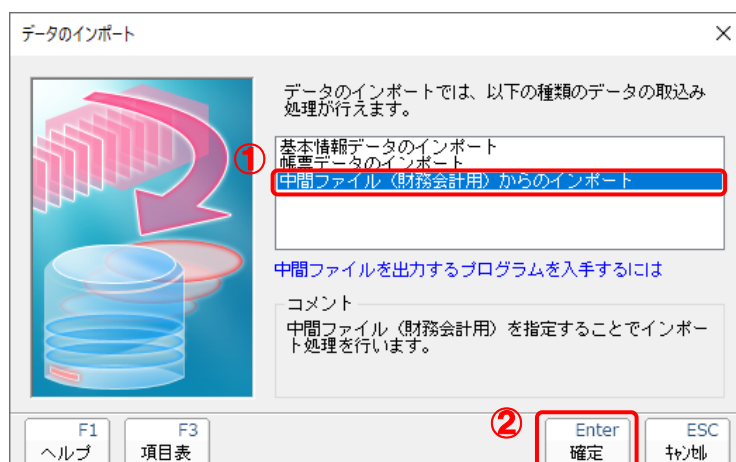 データのインポート
データのインポートでは、以下の種類のデータの取込み
処理が行えます。
①
基本情報データのインポート
帳票データのインポート
中間ファイル（財務会計用）からのインポート
中間ファイルを出力するプログラムを入手するには
コメント
中間ファイル（財務会計用）を指定することでインポー
ト処理を行います。
②
F1
ヘルプ
F3
項目表
Enter
確定
ESC
ｷｬﾝｾﾙ